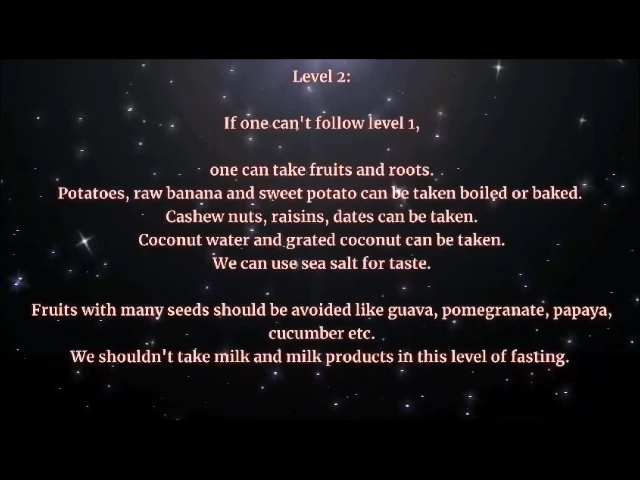 Level 2:
If one can't follow level 1,
one can take fruits and roots.
Potatoes, raw banana and sweet potato can be taken boiled or baked.
Cashew nuts, raisins, dates can be taken.
Coconut water and grated coconut can be taken.
We can use sea salt for taste.
Fruits with many seeds should be avoided like guava, pomegranate, papaya,
cucumber etc.
We shouldn't take milk and milk products in this level of fasting.